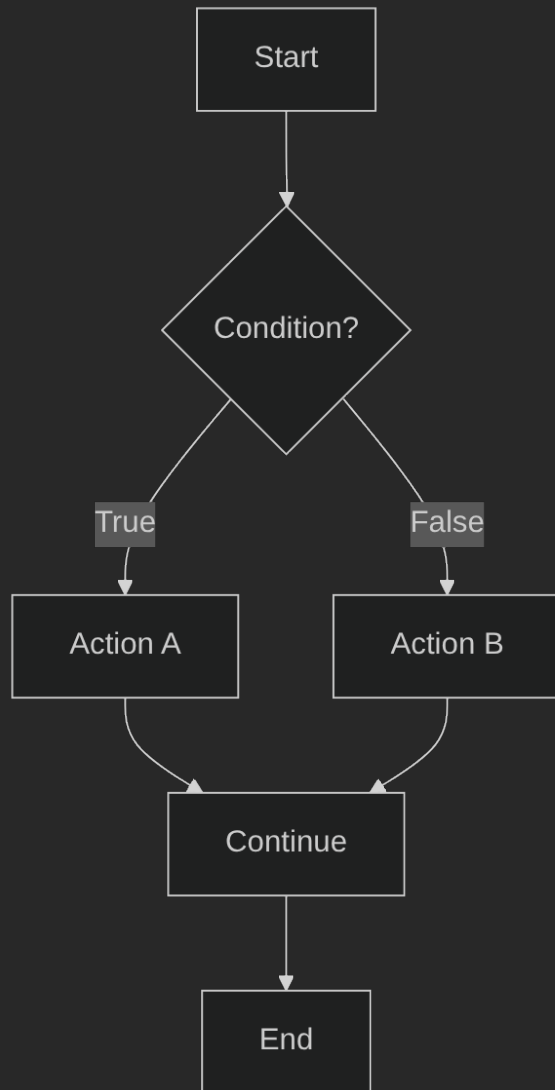 Start
Condition?
True
False
Action A
Action B
Continue
End